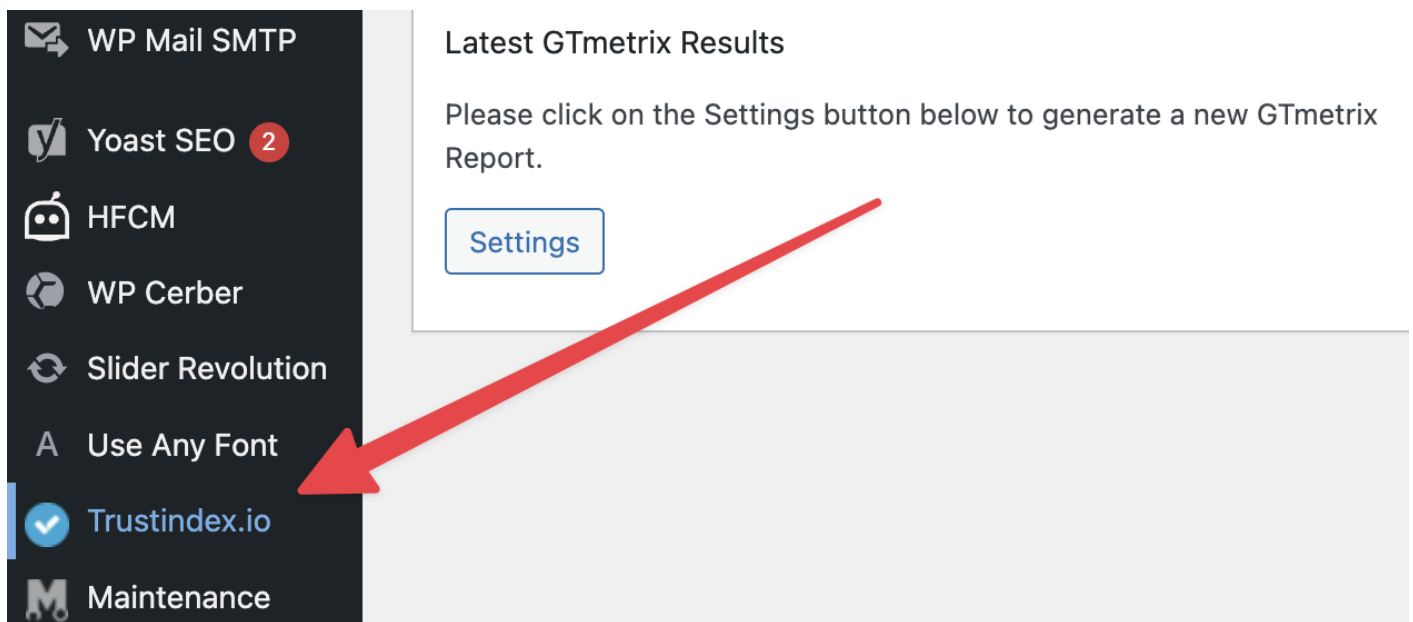 WP Mail SMTP
Yoast SEO 2
HFCM
WP Cerber
Slider Revolution
A Use Any Font
Trustindex.io
Maintenance
Latest GTmetrix Results
Please click on the Settings button below to generate a new GTmetrix
Report.
Settings